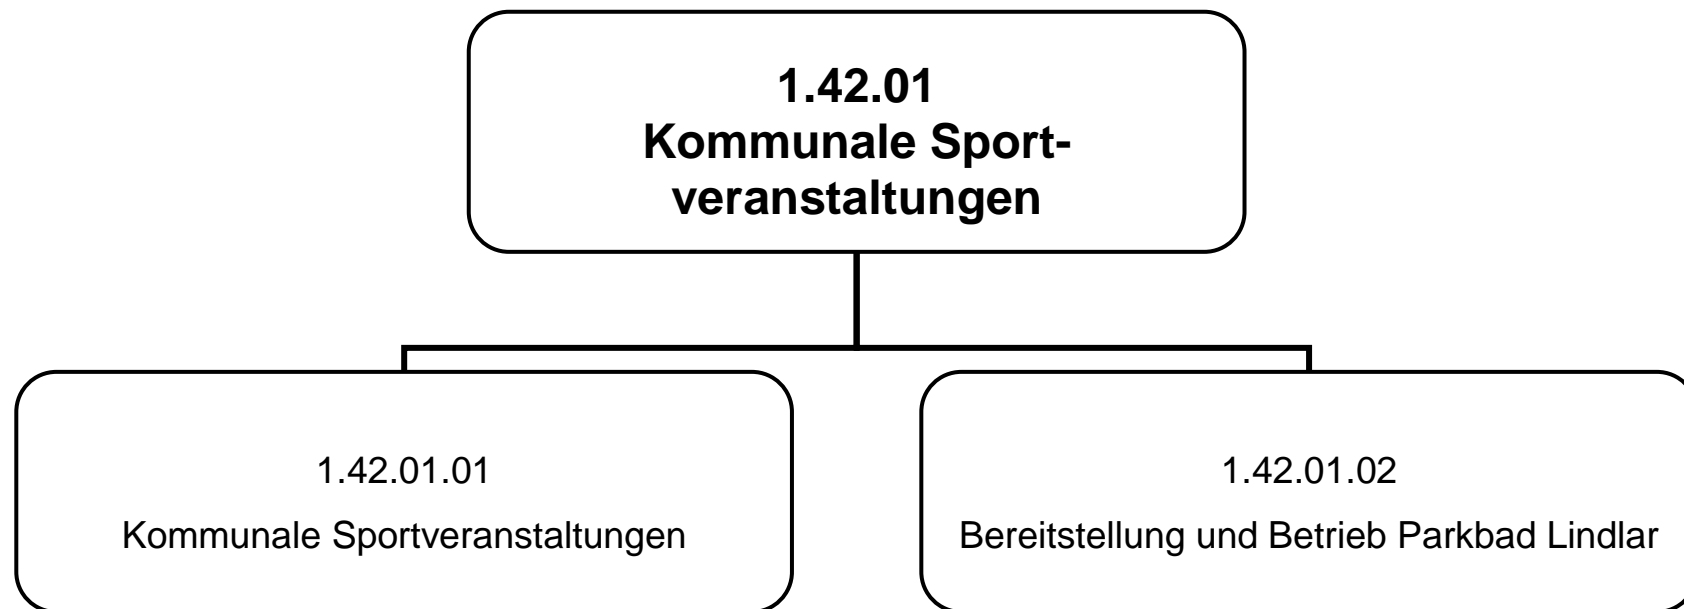 1.42.01
Kommunale Sport-
veranstaltungen
1.42.01.01
Kommunale Sportveranstaltungen
1.42.01.02
Bereitstellung und Betrieb Parkbad Lindlar